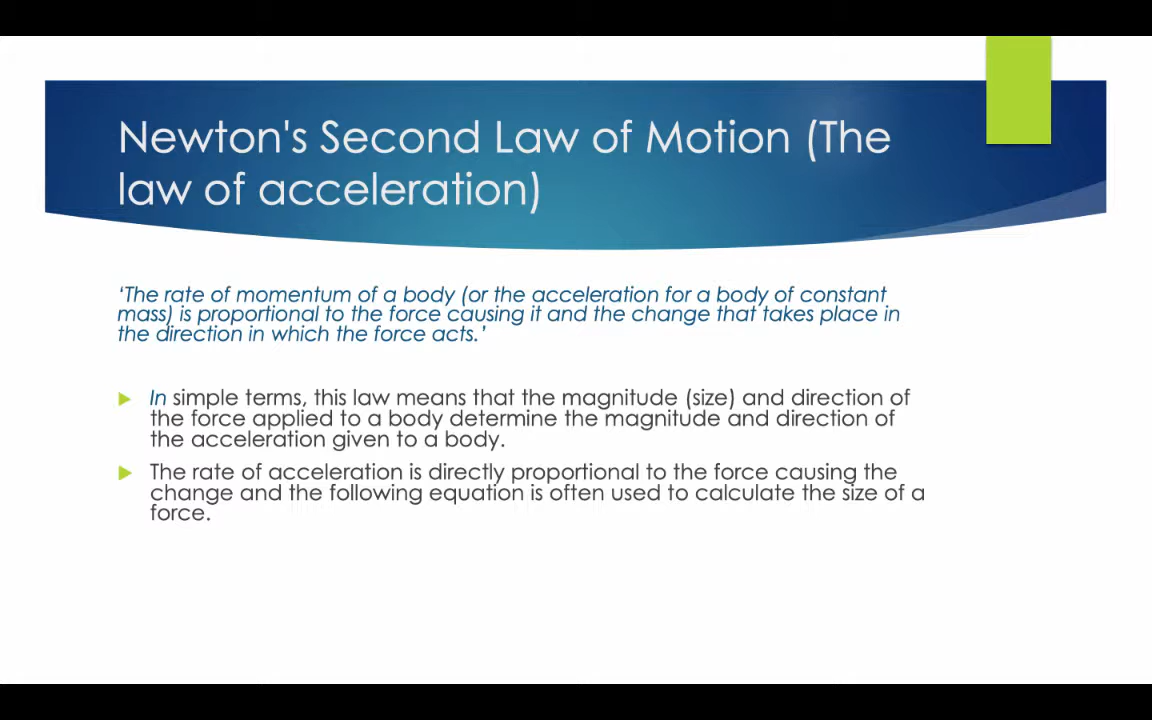 Newton's Second Law of Motion (The
law of acceleration)
‘The rate of momentum of a body (or the acceleration for a body of constant
mass) is proportional to the force causing it and the change that takes place in
the direction in which the force acts.’
In simple terms, this law means that the magnitude (size) and direction of
the force applied to a body determine the magnitude and direction of
the acceleration given to a body.
The rate of acceleration is directly proportional to the force causing the
change and the following equation is often used to calculate the size of a
force.